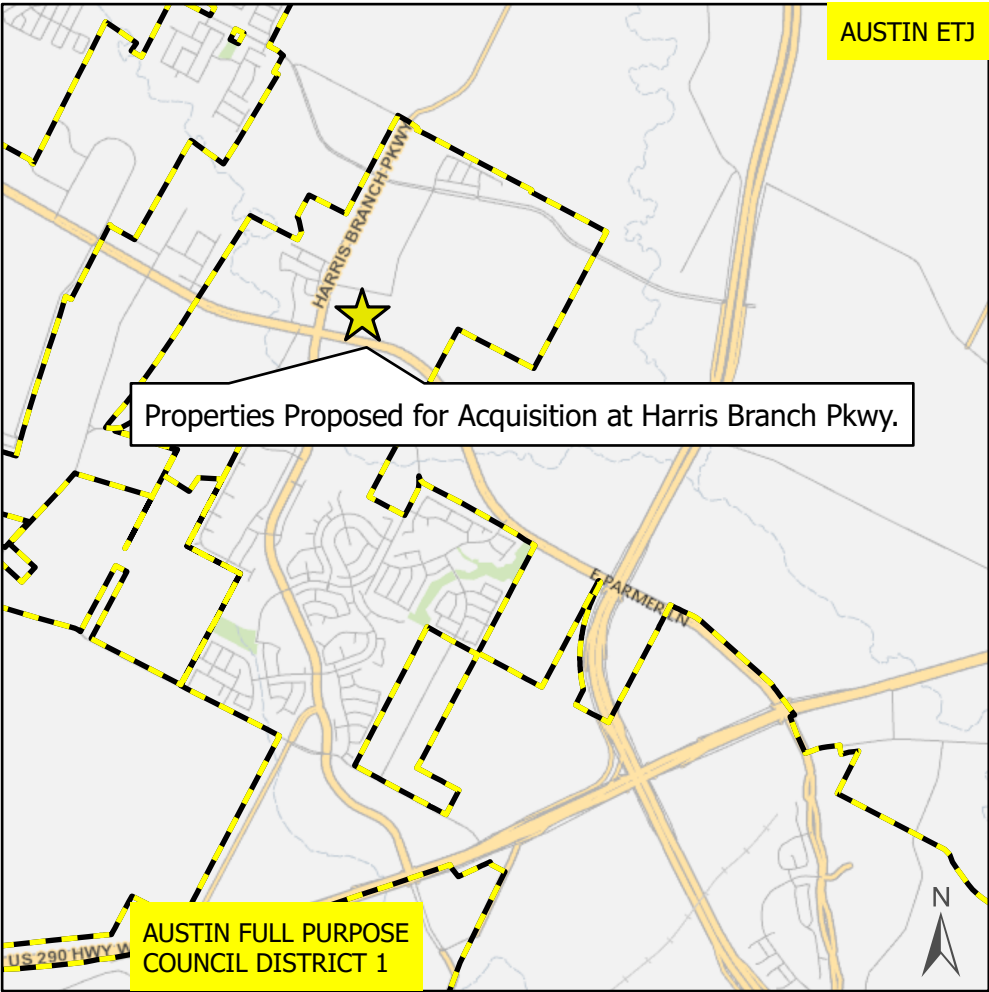 AUSTIN ETJ
HARRIS BRANCH PKWY
Properties Proposed for Acquisition at Harris Branch Pkwy.
E PARMER LN
N
AUSTIN FULL PURPOSE
COUNCIL DISTRICT 1
US 290 HWY W